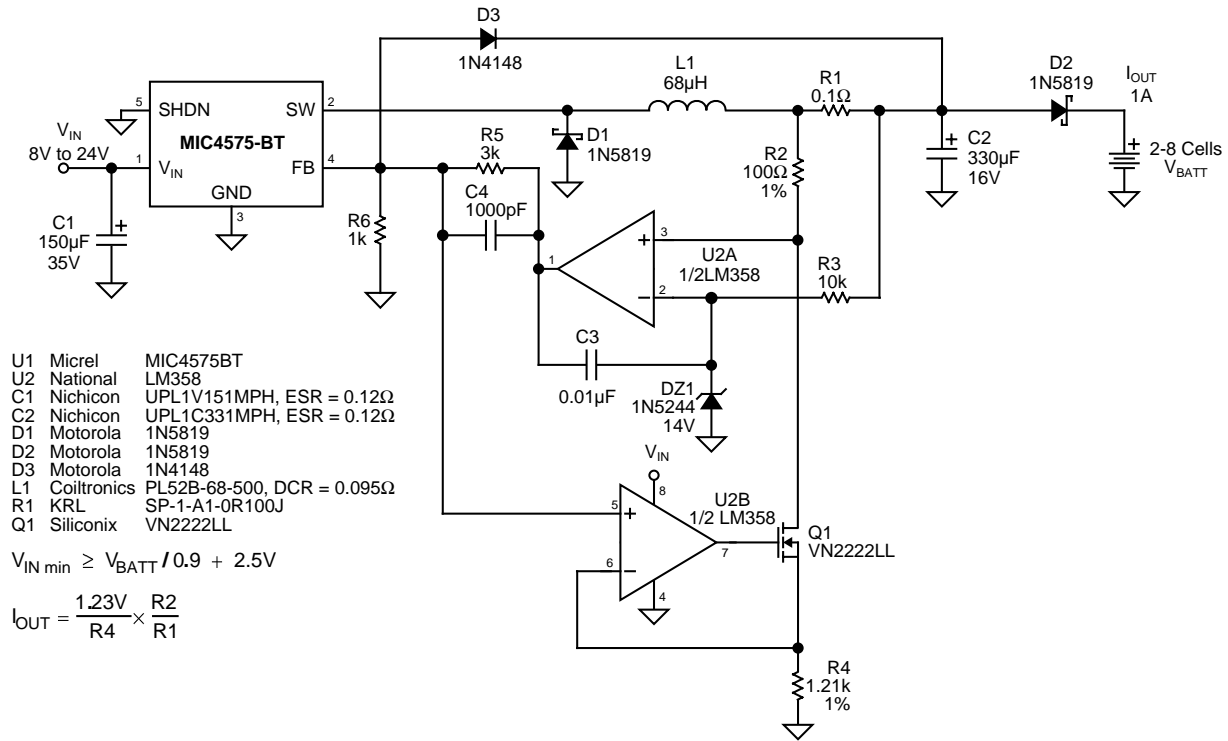 D3
1N4148
L1
68µH
R1
0.1Ω
D2
1N5819
I_OUT
1A
5
SHDN
SW
2
MIC4575-BT
V_IN
8V to 24V
1
V_IN
FB
4
GND
3
C1
150µF
35V
R5
3k
C4
1000pF
R6
1k
D1
1N5819
R2
100Ω
1%
C2
330µF
16V
2-8 Cells
V_BATT
+
3
1
U2A
1/2LM358
–
2
R3
10k
C3
0.01µF
DZ1
1N5244
14V
U1 Micrel MIC4575BT
U2 National LM358
C1 Nichicon UPL1V151MPH, ESR = 0.12Ω
C2 Nichicon UPL1C331MPH, ESR = 0.12Ω
D1 Motorola 1N5819
D2 Motorola 1N5819
D3 Motorola 1N4148
L1 Coiltronics PL52B-68-500, DCR = 0.095Ω
R1 KRL SP-1-A1-0R100J
Q1 Siliconix VN2222LL
V_IN min ≥ V_BATT / 0.9 + 2.5V
I_OUT = 1.23V/R4 × R2/R1
V_IN
8
5
+
U2B
1/2 LM358
7
6
–
4
Q1
VN2222LL
R4
1.21k
1%